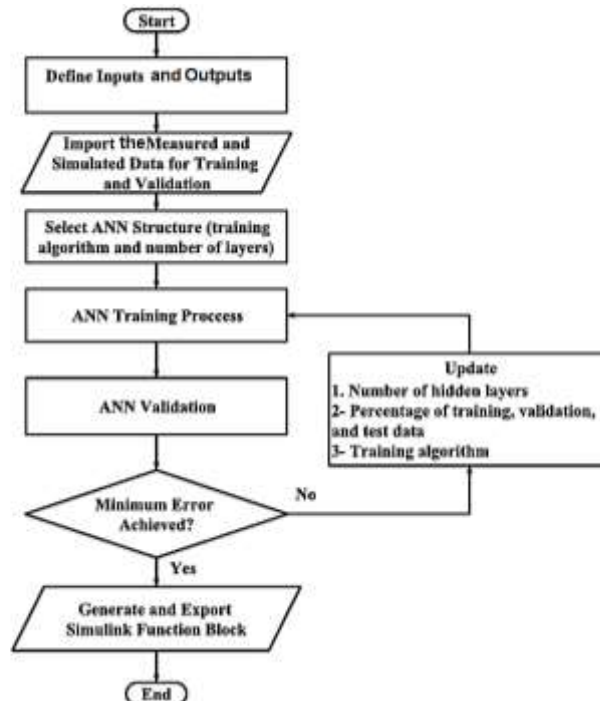 Start
Define Inputs and Outputs
Import theMeasured and
Simulated Data for Training
and Validation
Select ANN Structure (training
algorithm and number of layers)
ANN Training Proccess
ANN Validation
Minimum Error
Achieved?
No
Update
1. Number of hidden layers
2- Percentage of training, validation,
and test data
3- Training algorithm
Yes
Generate and Export
Simulink Function Block
End